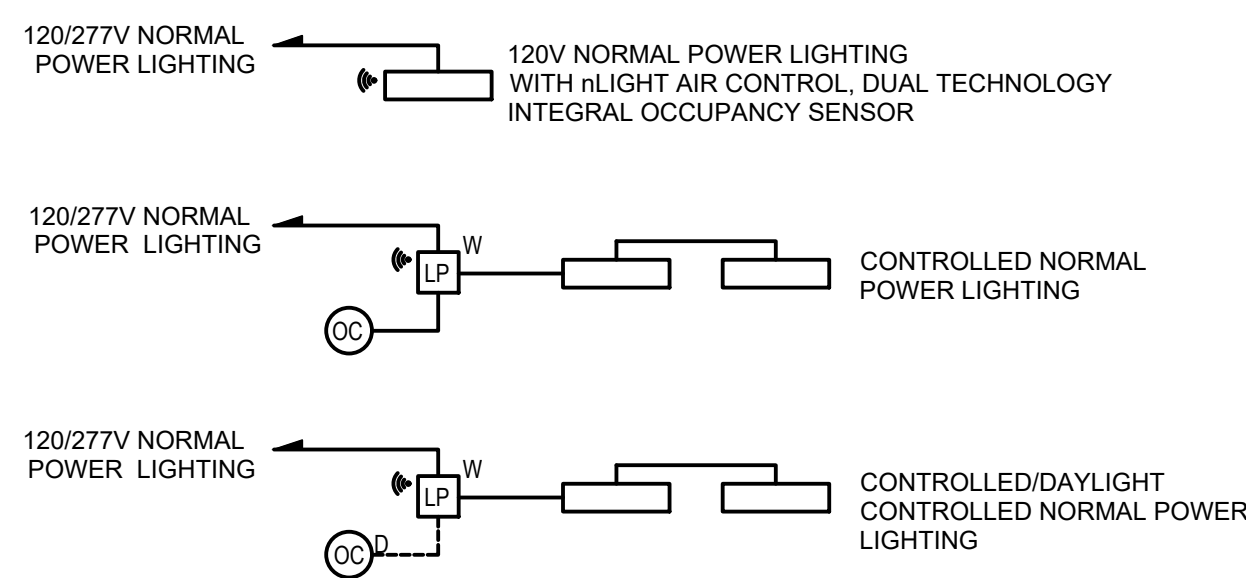 120/277V NORMAL
POWER LIGHTING
120V NORMAL POWER LIGHTING
WITH nLIGHT AIR CONTROL, DUAL TECHNOLOGY
INTEGRAL OCCUPANCY SENSOR
120/277V NORMAL
POWER LIGHTING
W
LP
OC
CONTROLLED NORMAL
POWER LIGHTING
120/277V NORMAL
POWER LIGHTING
W
LP
OC
D
CONTROLLED/DAYLIGHT
CONTROLLED NORMAL POWER
LIGHTING